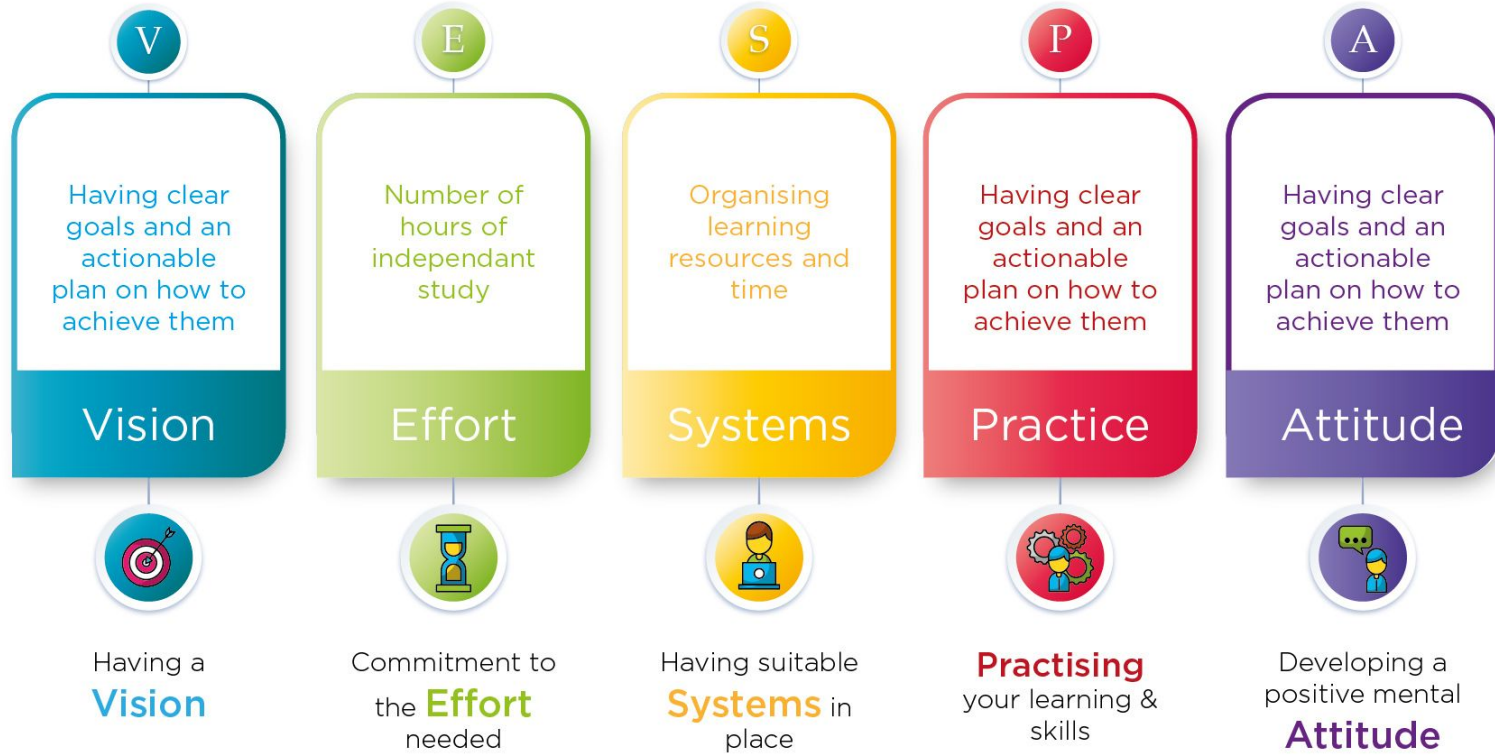 V
Having clear
goals and an
actionable
plan on how to
achieve them
Vision
Having a
Vision
E
Number of
hours of
independant
study
Effort
Commitment to
the Effort
needed
S
Organising
learning
resources and
time
Systems
Having suitable
Systems in
place
P
Having clear
goals and an
actionable
plan on how to
achieve them
Practice
Practising
your learning &
skills
A
Having clear
goals and an
actionable
plan on how to
achieve them
Attitude
Developing a
positive mental
Attitude